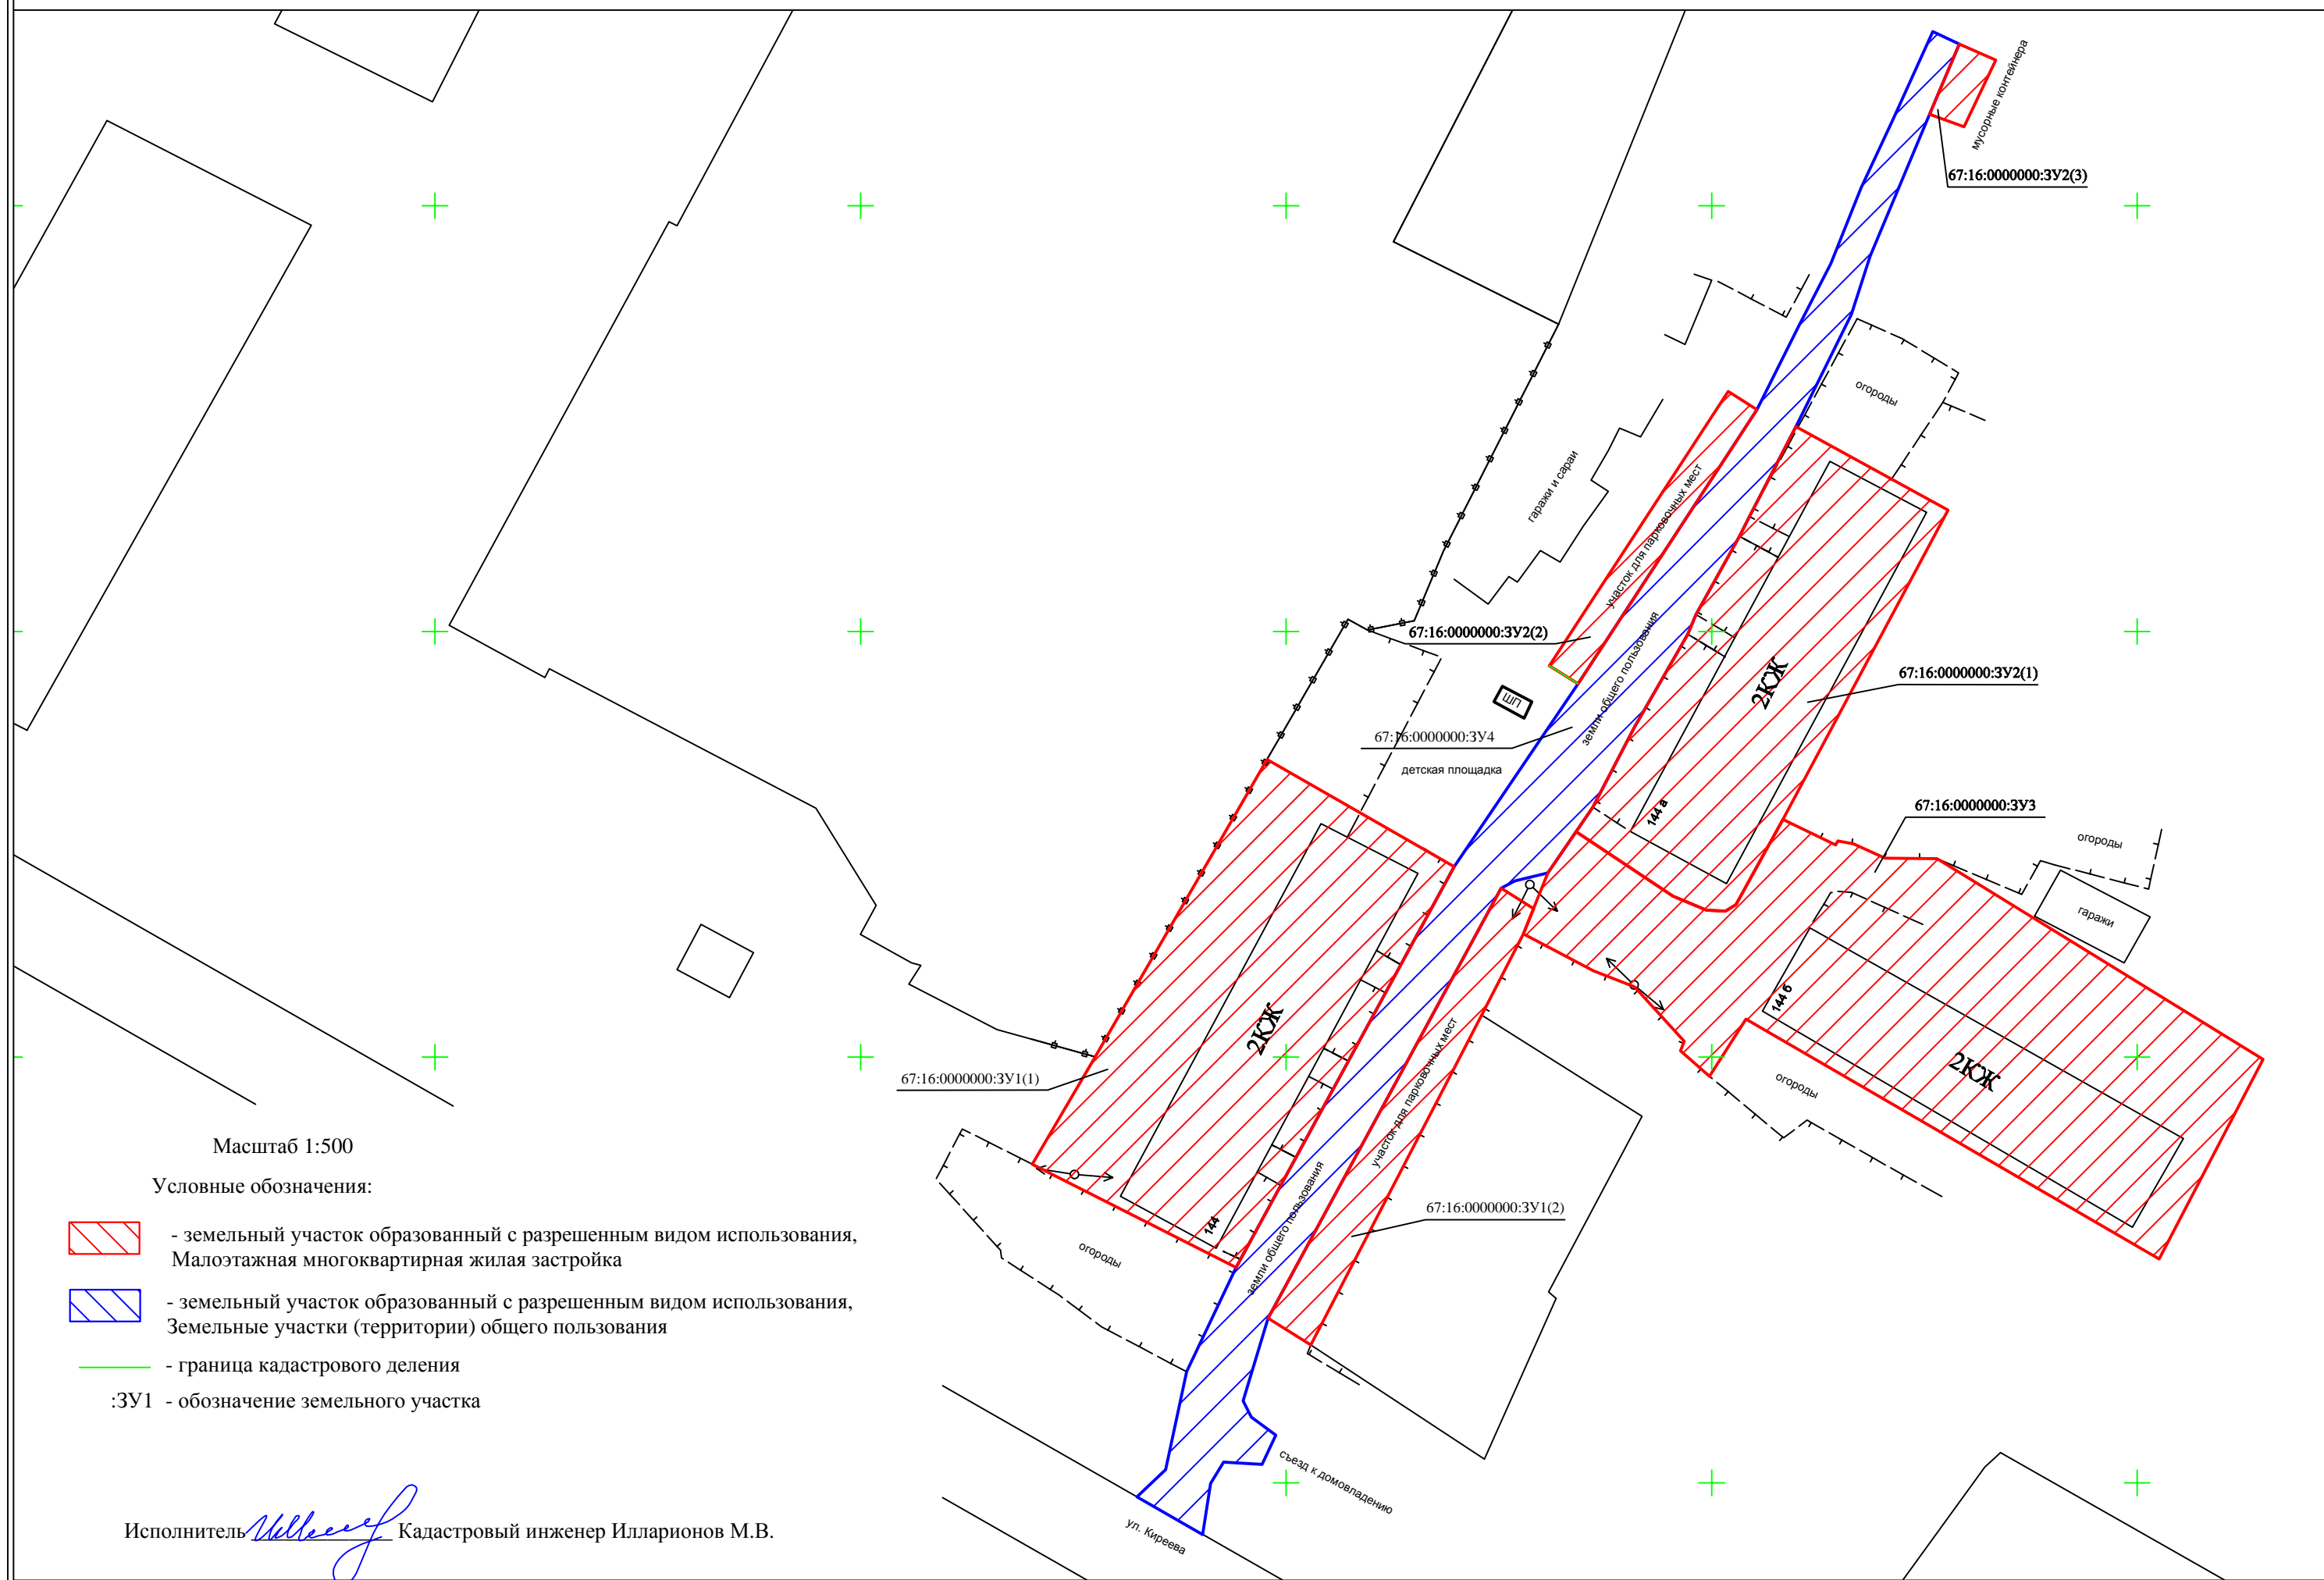 мусорные контейнера
67:16:0000000:ЗУ2(3)
огороды
гаражи и сараи
участок для парковочных мест
67:16:0000000:ЗУ2(2)
земли общего пользования
2КЖ
67:16:0000000:ЗУ2(1)
ШП
67:16:0000000:ЗУ4
детская площадка
144 а
67:16:0000000:ЗУ3
огороды
гаражи
144 б
2КЖ
2КЖ
огороды
67:16:0000000:ЗУ1(1)
участок для парковочных мест
Масштаб 1:500
Условные обозначения:
- земельный участок образованный с разрешенным видом использования,
Малоэтажная многоквартирная жилая застройка
- земельный участок образованный с разрешенным видом использования,
Земельные участки (территории) общего пользования
- граница кадастрового деления
:ЗУ1 - обозначение земельного участка
144
земли общего пользования
67:16:0000000:ЗУ1(2)
огороды
съезд к домовладению
ул. Киреева
Исполнитель Кадастровый инженер Илларионов М.В.